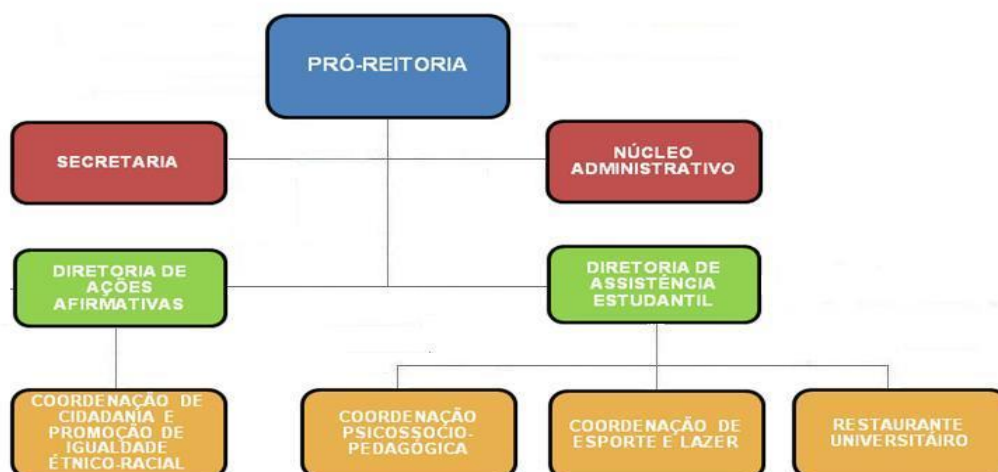 PRÓ-REITORIA
SECRETARIA
NÚCLEO
ADMINISTRATIVO
DIRETORIA DE
AÇÕES
AFIRMATIVAS
DIRETORIA DE
ASSISTÊNCIA
ESTUDANTIL
COORDENAÇÃO DE
CIDADANIA E
PROMOÇÃO DE
IGUALDADE
ÉTNICO-RACIAL
COORDENAÇÃO
PSICOSSOCIO-
PEDAGÓGICA
COORDENAÇÃO DE
ESPORTE E LAZER
RESTAURANTE
UNIVERSITÁIRO